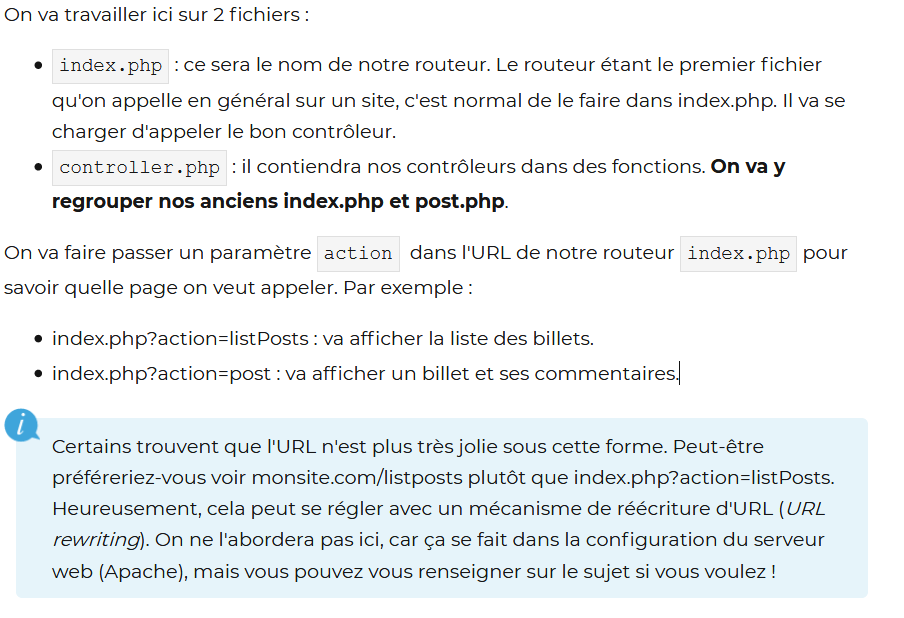 On va travailler ici sur 2 fichiers :
index.php : ce sera le nom de notre routeur. Le routeur étant le premier fichier
qu'on appelle en général sur un site, c'est normal de le faire dans index.php. Il va se
charger d'appeler le bon contrôleur.
controller.php : il contiendra nos contrôleurs dans des fonctions. On va y
regrouper nos anciens index.php et post.php.
On va faire passer un paramètre action dans l'URL de notre routeur index.php pour
savoir quelle page on veut appeler. Par exemple :
index.php?action=listPosts : va afficher la liste des billets.
index.php?action=post : va afficher un billet et ses commentaires.
i
Certains trouvent que l'URL n'est plus très jolie sous cette forme. Peut-être
préféreriez-vous voir monsite.com/listposts plutôt que index.php?action=listPosts.
Heureusement, cela peut se régler avec un mécanisme de réécriture d'URL (URL
rewriting). On ne l'abordera pas ici, car ça se fait dans la configuration du serveur
web (Apache), mais vous pouvez vous renseigner sur le sujet si vous voulez !